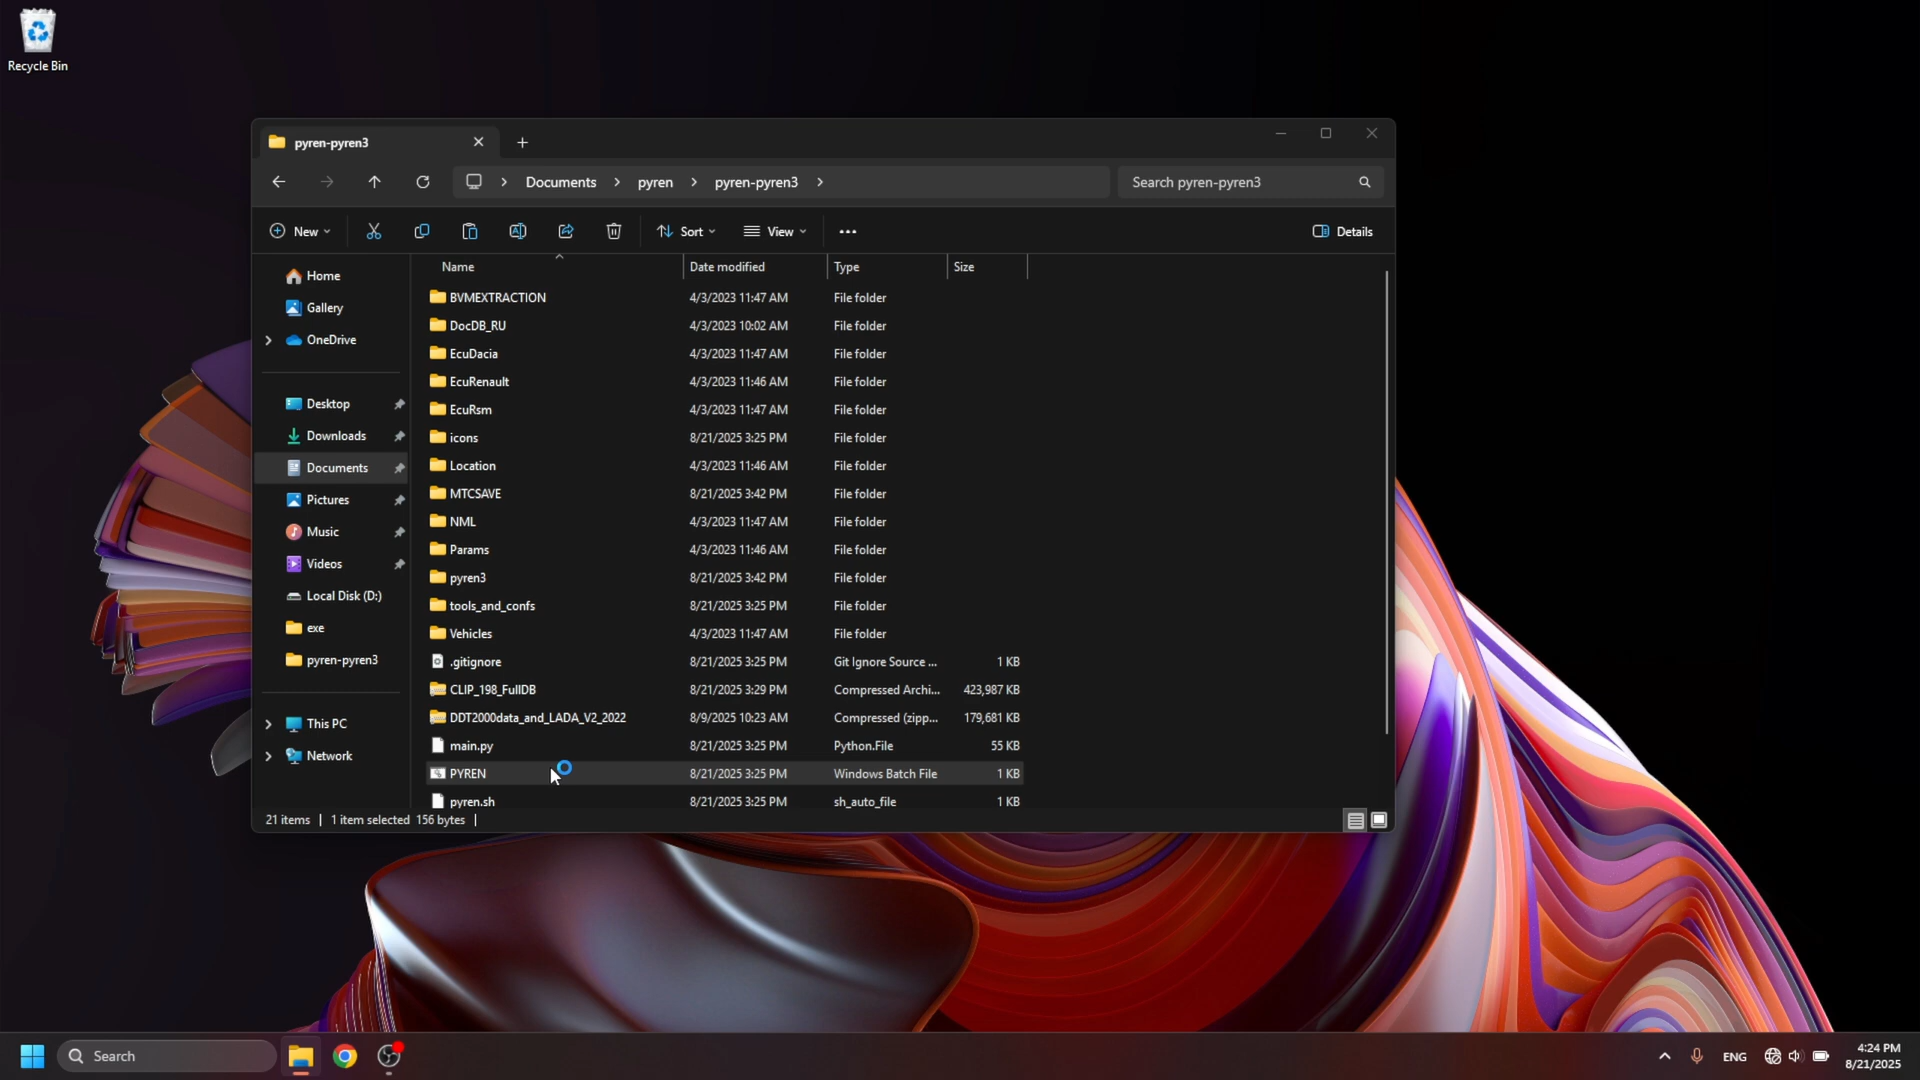 Recycle Bin
pyren-pyren3
Documents
pyren
pyren-pyren3
Search pyren-pyren3
New
Sort
View
Details
Name
Date modified
Type
Size
Home
Gallery
OneDrive
Desktop
Downloads
Documents
Pictures
Music
Videos
Local Disk (D:)
exe
pyren-pyren3
This PC
Network
BVMEXTRACTION 4/3/2023 11:47 AM File folder
DocDB_RU 4/3/2023 10:02 AM File folder
EcuDacia 4/3/2023 11:47 AM File folder
EcuRenault 4/3/2023 11:46 AM File folder
EcuRsm 4/3/2023 11:47 AM File folder
icons 8/21/2025 3:25 PM File folder
Location 4/3/2023 11:46 AM File folder
MTCSAVE 8/21/2025 3:42 PM File folder
NML 4/3/2023 11:47 AM File folder
Params 4/3/2023 11:46 AM File folder
pyren3 8/21/2025 3:42 PM File folder
tools_and_confs 8/21/2025 3:25 PM File folder
Vehicles 4/3/2023 11:47 AM File folder
.gitignore 8/21/2025 3:25 PM Git Ignore Source ... 1 KB
CLIP_198_FullDB 8/21/2025 3:29 PM Compressed Archi... 423,987 KB
DDT2000data_and_LADA_V2_2022 8/9/2025 10:23 AM Compressed (zipp... 179,681 KB
main.py 8/21/2025 3:25 PM Python.File 55 KB
PYREN 8/21/2025 3:25 PM Windows Batch File 1 KB
pyren.sh 8/21/2025 3:25 PM sh_auto_file 1 KB
21 items | 1 item selected 156 bytes |
Search
ENG
4:24 PM
8/21/2025